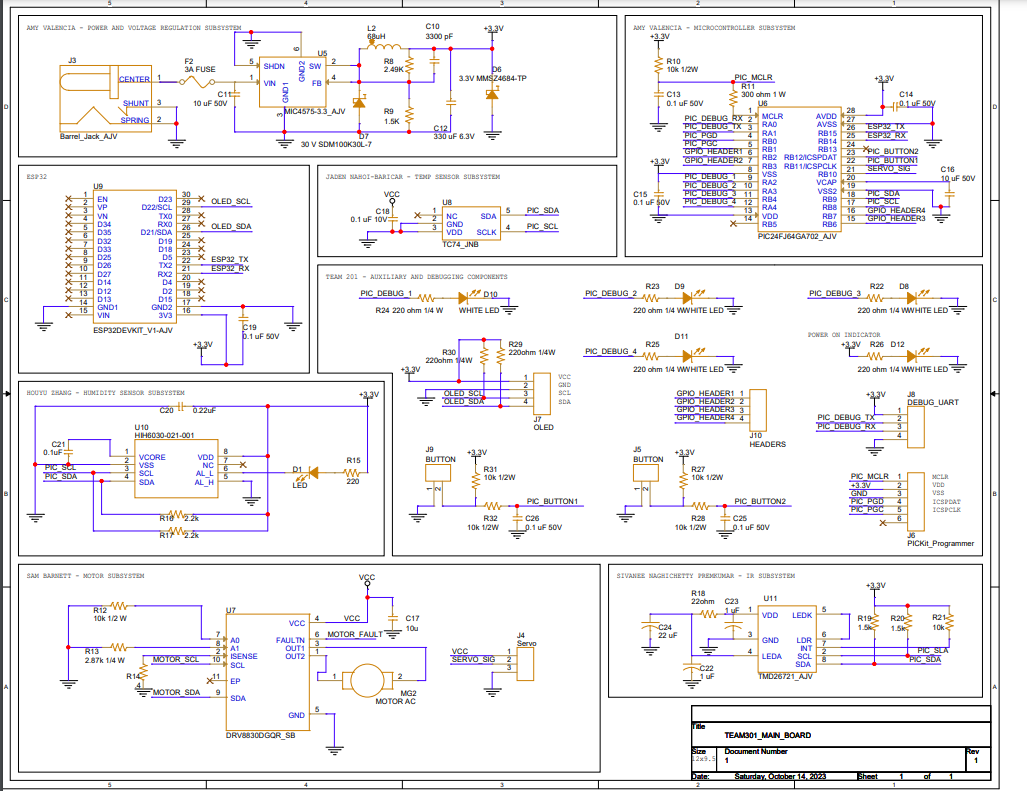 5 4 3 2 1
AMY VALENCIA - POWER AND VOLTAGE REGULATION SUBSYSTEM
J3
CENTER 1
SHUNT 3
SPRING 2
Barrel_Jack_AJV
F2
3A FUSE
C11
10 uF 50V
U5
5 SHDN
1 VIN
GND1
GND2
6
3
SW 2
FB 4
MIC4575-3.3_AJV
L2
68uH
C10
3300 pF
+3.3V
R8
2.49K
R9
1.5K
D7
30 V SDM100K30L-7
C12
330 uF 6.3V
D6
3.3V MMSZ4684-TP
AMY VALENCIA - MICROCONTROLLER SUBSYSTEM
+3.3V
R10
10k 1/2W
PIC_MCLR
C13
0.1 uF 50V
R11
300 ohm 1 W
U6
+3.3V
C14
0.1 uF 50V
PIC_DEBUG_RX
PIC_DEBUG_TX
PIC_PGD
PIC_PGC
GPIO_HEADER1
GPIO_HEADER2
+3.3V
PIC_DEBUG_1
PIC_DEBUG_2
PIC_DEBUG_3
PIC_DEBUG_4
C15
0.1 uF 50V
1 MCLR
2 RA0
3 RA1
4 RB0
5 RB1
6 RB2
7 RB3
8 VSS
9 RA2
10 RA3
11 RB4
12 RA4
13 VDD
14 RB5
AVDD 28
AVSS 27
RB15 26 ESP32_TX
RB14 25 ESP32_RX
RB13 24
RB12/ICSPDAT 23 PIC_BUTTON2
RB11/ICSPCLK 22 PIC_BUTTON1
RB10 21 SERVO_SIG
VCAP 20
VSS2 19
RB9 18 PIC_SDA
RB8 17 PIC_SCL
RB7 16 GPIO_HEADER4
RB6 15 GPIO_HEADER3
PIC24FJ64GA702_AJV
C16
10 uF 50V
ESP32
U9
1 EN
2 VP
3 VN
4 D34
5 D35
6 D32
7 D33
8 D25
9 D26
10 D27
11 D14
12 D12
13 D13
14 GND1
15 VIN
D23 30
D22/SCL 29 OLED_SCL
TX0 28
RX0 27
D21/SDA 26 OLED_SDA
D19 25
D18 24
D5 23
TX2 22 ESP32_TX
RX2 21 ESP32_RX
D4 20
D2 19
D15 18
GND2 17
3V3 16
ESP32DEVKIT_V1-AJV
C19
0.1 uF 50V
+3.3V
JADEN NAHOI-BARICAR - TEMP SENSOR SUBSYSTEM
VCC
C18
0.1 uF 10V
U8
1 NC
2 GND
3 VDD
SDA 5 PIC_SDA
SCLK 4 PIC_SCL
TC74_JNB
TEAM 201 - AUXILIARY AND DEBUGGING COMPONENTS
PIC_DEBUG_1
R24 220 ohm 1/4 W
D10
WHITE LED
PIC_DEBUG_2
R23
D9
220 ohm 1/4 WWHITE LED
PIC_DEBUG_3
R22
D8
220 ohm 1/4 WWHITE LED
R30
220ohm 1/4W
R29
220ohm 1/4W
+3.3V
OLED_SCL
OLED_SDA
1
2
3
4
VCC
GND
SCL
SDA
J7
OLED
PIC_DEBUG_4
R25
D11
220 ohm 1/4 WWHITE LED
POWER ON INDICATOR
+3.3V
R26
D12
220 ohm 1/4 WWHITE LED
GPIO_HEADER1 1
GPIO_HEADER2 2
GPIO_HEADER3 3
GPIO_HEADER4 4
J10
HEADERS
J8
DEBUG_UART
+3.3V
PIC_DEBUG_TX
PIC_DEBUG_RX
1
2
3
4
J9
BUTTON
1 2
+3.3V
R31
10k 1/2W
PIC_BUTTON1
R32
10k 1/2W
C26
0.1 uF 50V
J5
BUTTON
1 2
+3.3V
R27
10k 1/2W
PIC_BUTTON2
R28
10k 1/2W
C25
0.1 uF 50V
PIC_MCLR 1 MCLR
+3.3V 2 VDD
GND 3 VSS
PIC_PGD 4 ICSPDAT
PIC_PGC 5 ICSPCLK
6
J6
PICKit_Programmer
BOUYU ZHANG - HUMIDITY SENSOR SUBSYSTEM
C20 0.22uF
+3.3V
C21
0.1uF
U10
HIH6030-021-001
PIC_SCL
PIC_SDA
1 VCORE
2 VSS
3 SCL
4 SDA
VDD 8
NC 7
AL_L 6
AL_H 5
D1
LED
R15
220
R16 2.2k
R17 2.2k
SAM BARNETT - MOTOR SUBSYSTEM
VCC
R12
10k 1/2 W
R13
2.87k 1/4 W
R14
MOTOR_SCL
MOTOR_SDA
U7
7 A0
8 A1
2 ISENSE
10 SCL
11 EP
9 SDA
VCC 4 VCC
FAULTN 6 MOTOR_FAULT
OUT1 3
OUT2 1
GND 5
DRV8830DGQR_SB
C17
10u
1 2
MG2
MOTOR AC
VCC 1
SERVO_SIG 2
3
J4
Servo
SIVANEE NAGHICHETTY PREMKUMAR - IR SUBSYSTEM
R18
22ohm
C23
1 uF
C24
22 uF
C22
1 uF
U11
1 VDD
3 GND
4 LEDA
LEDK 5
LDR 6
INT 7
SCL 2
SDA 8
TMD26721_AJV
+3.3V
R19
1.5k
R20
1.5k
R21
10k
PIC_SLA
PIC_SDA
Title
TEAM301_MAIN_BOARD
Size Document Number Rev
12x9.5 1 1
Date: Saturday, October 14, 2023 Sheet 1 of 1
D
C
B
A
5 4 3 2 1